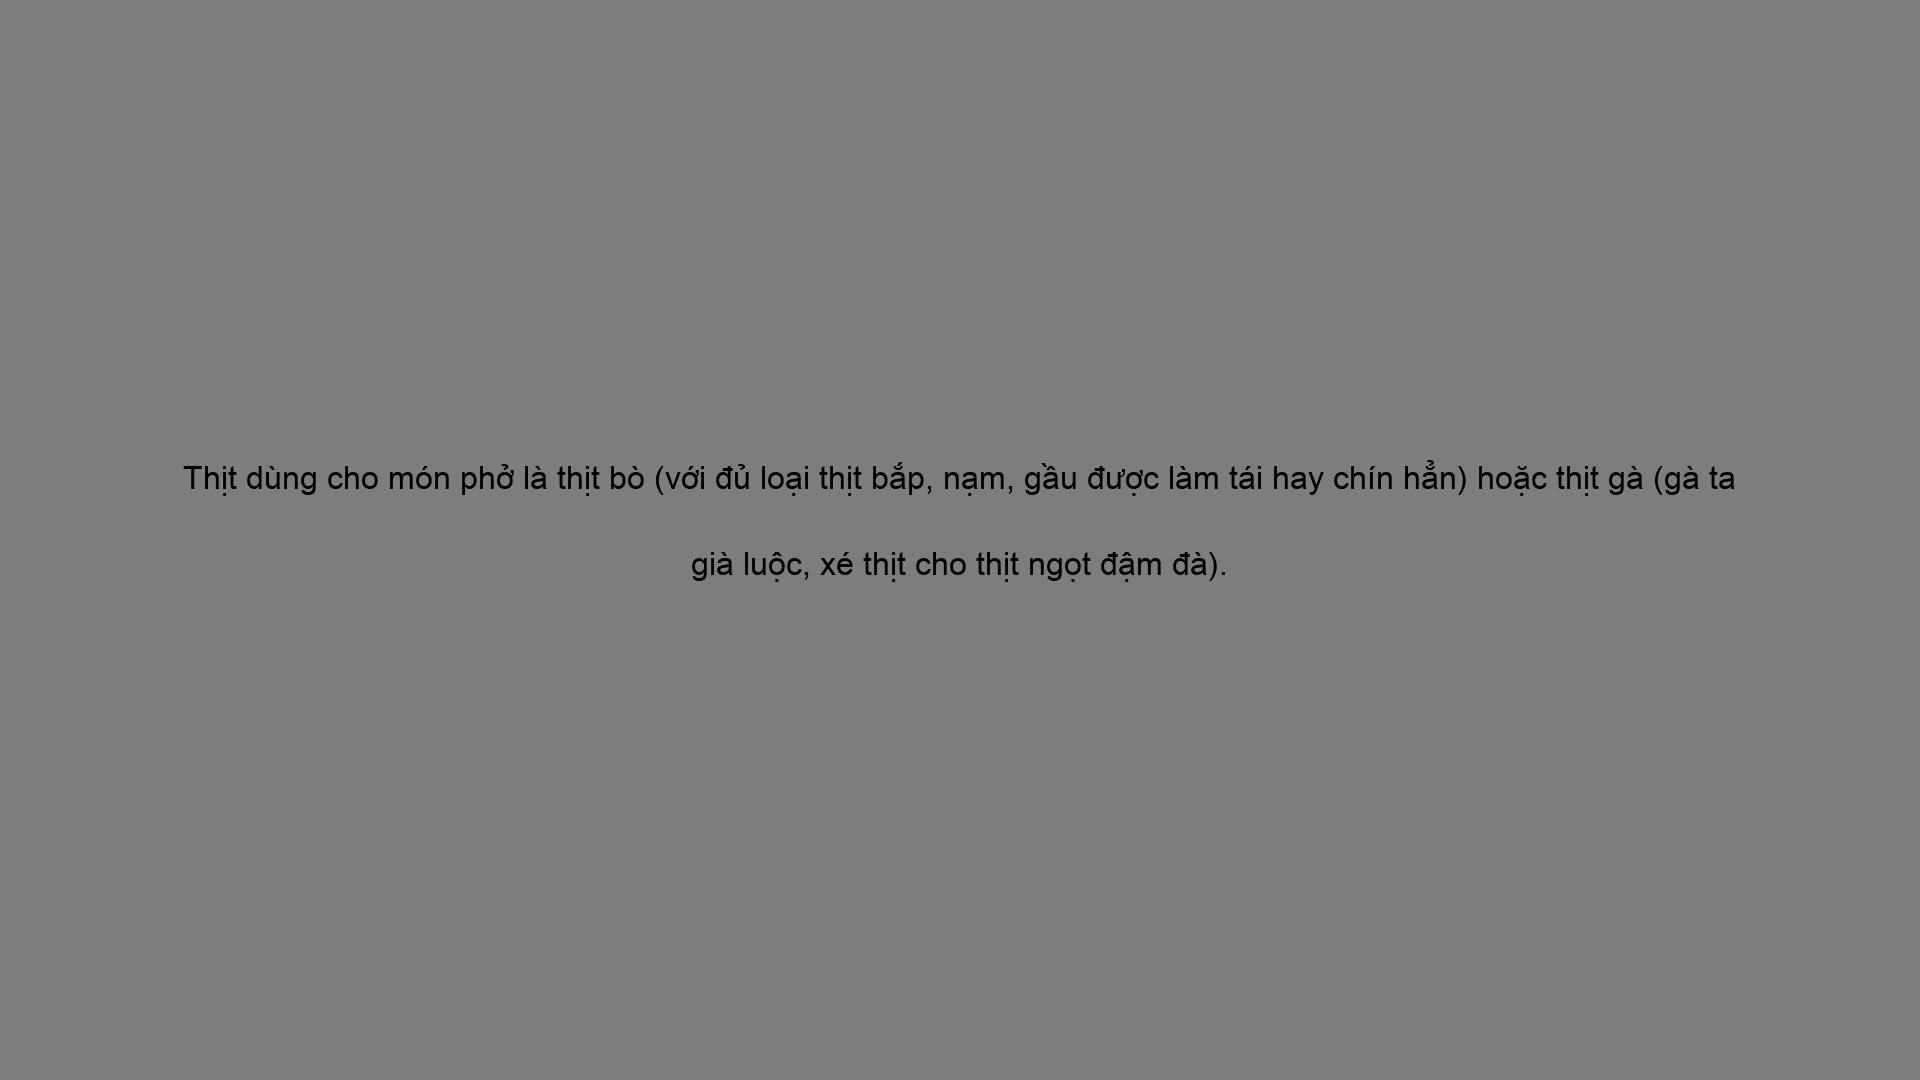 Thịt dùng cho món phở là thịt bò (với đủ loại thịt bắp, nạm, gầu được làm tái hay chín hẳn) hoặc thịt gà (gà ta
già luộc, xé thịt cho thịt ngọt đậm đà).